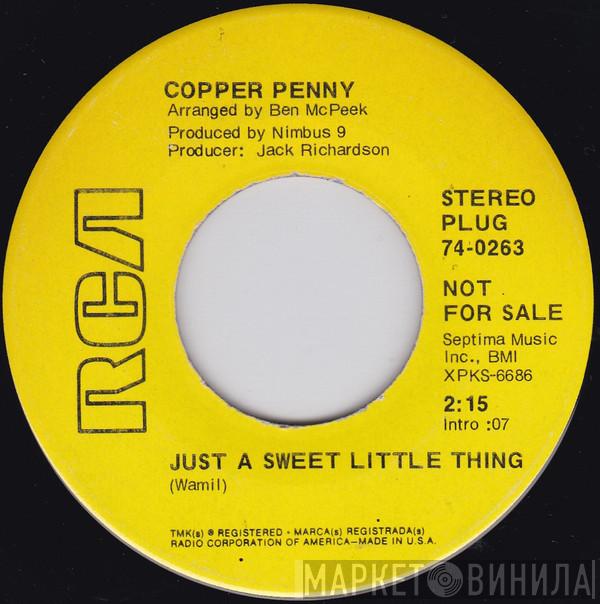 COPPER PENNY
Arranged by Ben McPeek
Produced by Nimbus 9
Producer: Jack Richardson
RCA
STEREO
PLUG
74-0263
NOT
FOR SALE
Septima Music
Inc., BMI
XPKS-6686
2:15
Intro :07
JUST A SWEET LITTLE THING
(Wamil)
TMK(s) ® REGISTERED • MARCA(s) REGISTRADA(s)
RADIO CORPORATION OF AMERICA—MADE IN U.S.A.
МАРКЕТ ВИНИЛА